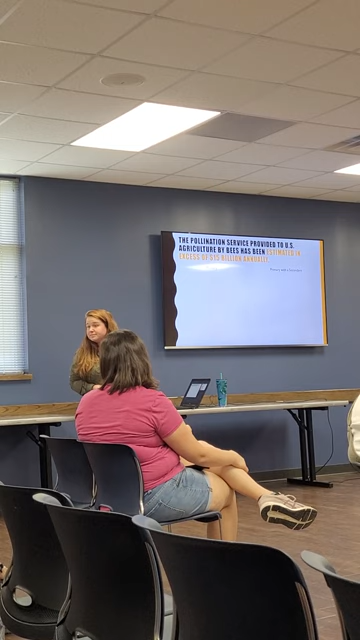 THE POLLINATION SERVICE PROVIDED TO U.S.
AGRICULTURE BY BEES HAS BEEN ESTIMATED IN
EXCESS OF $15 BILLION ANNUALLY.